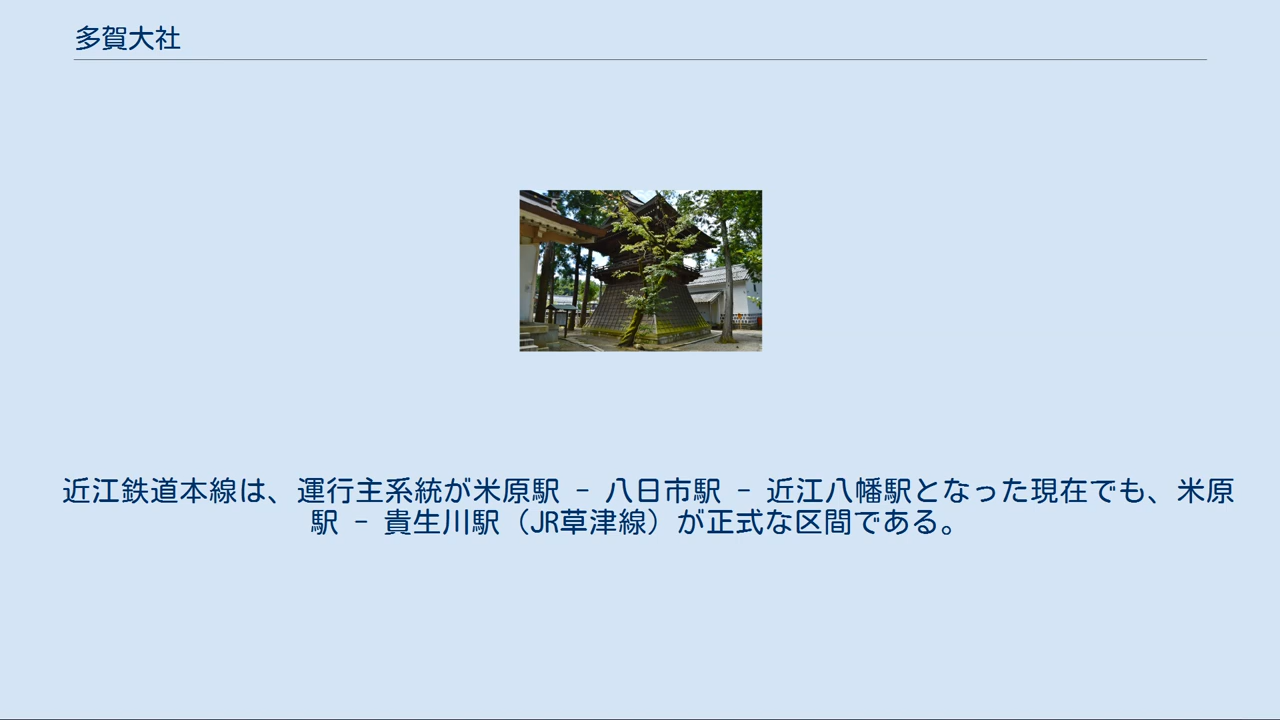 多賀大社
近江鉄道本線は、運行主系統が米原駅 - 八日市駅 - 近江八幡駅となった現在でも、米原
駅 - 貴生川駅（JR草津線）が正式な区間である。